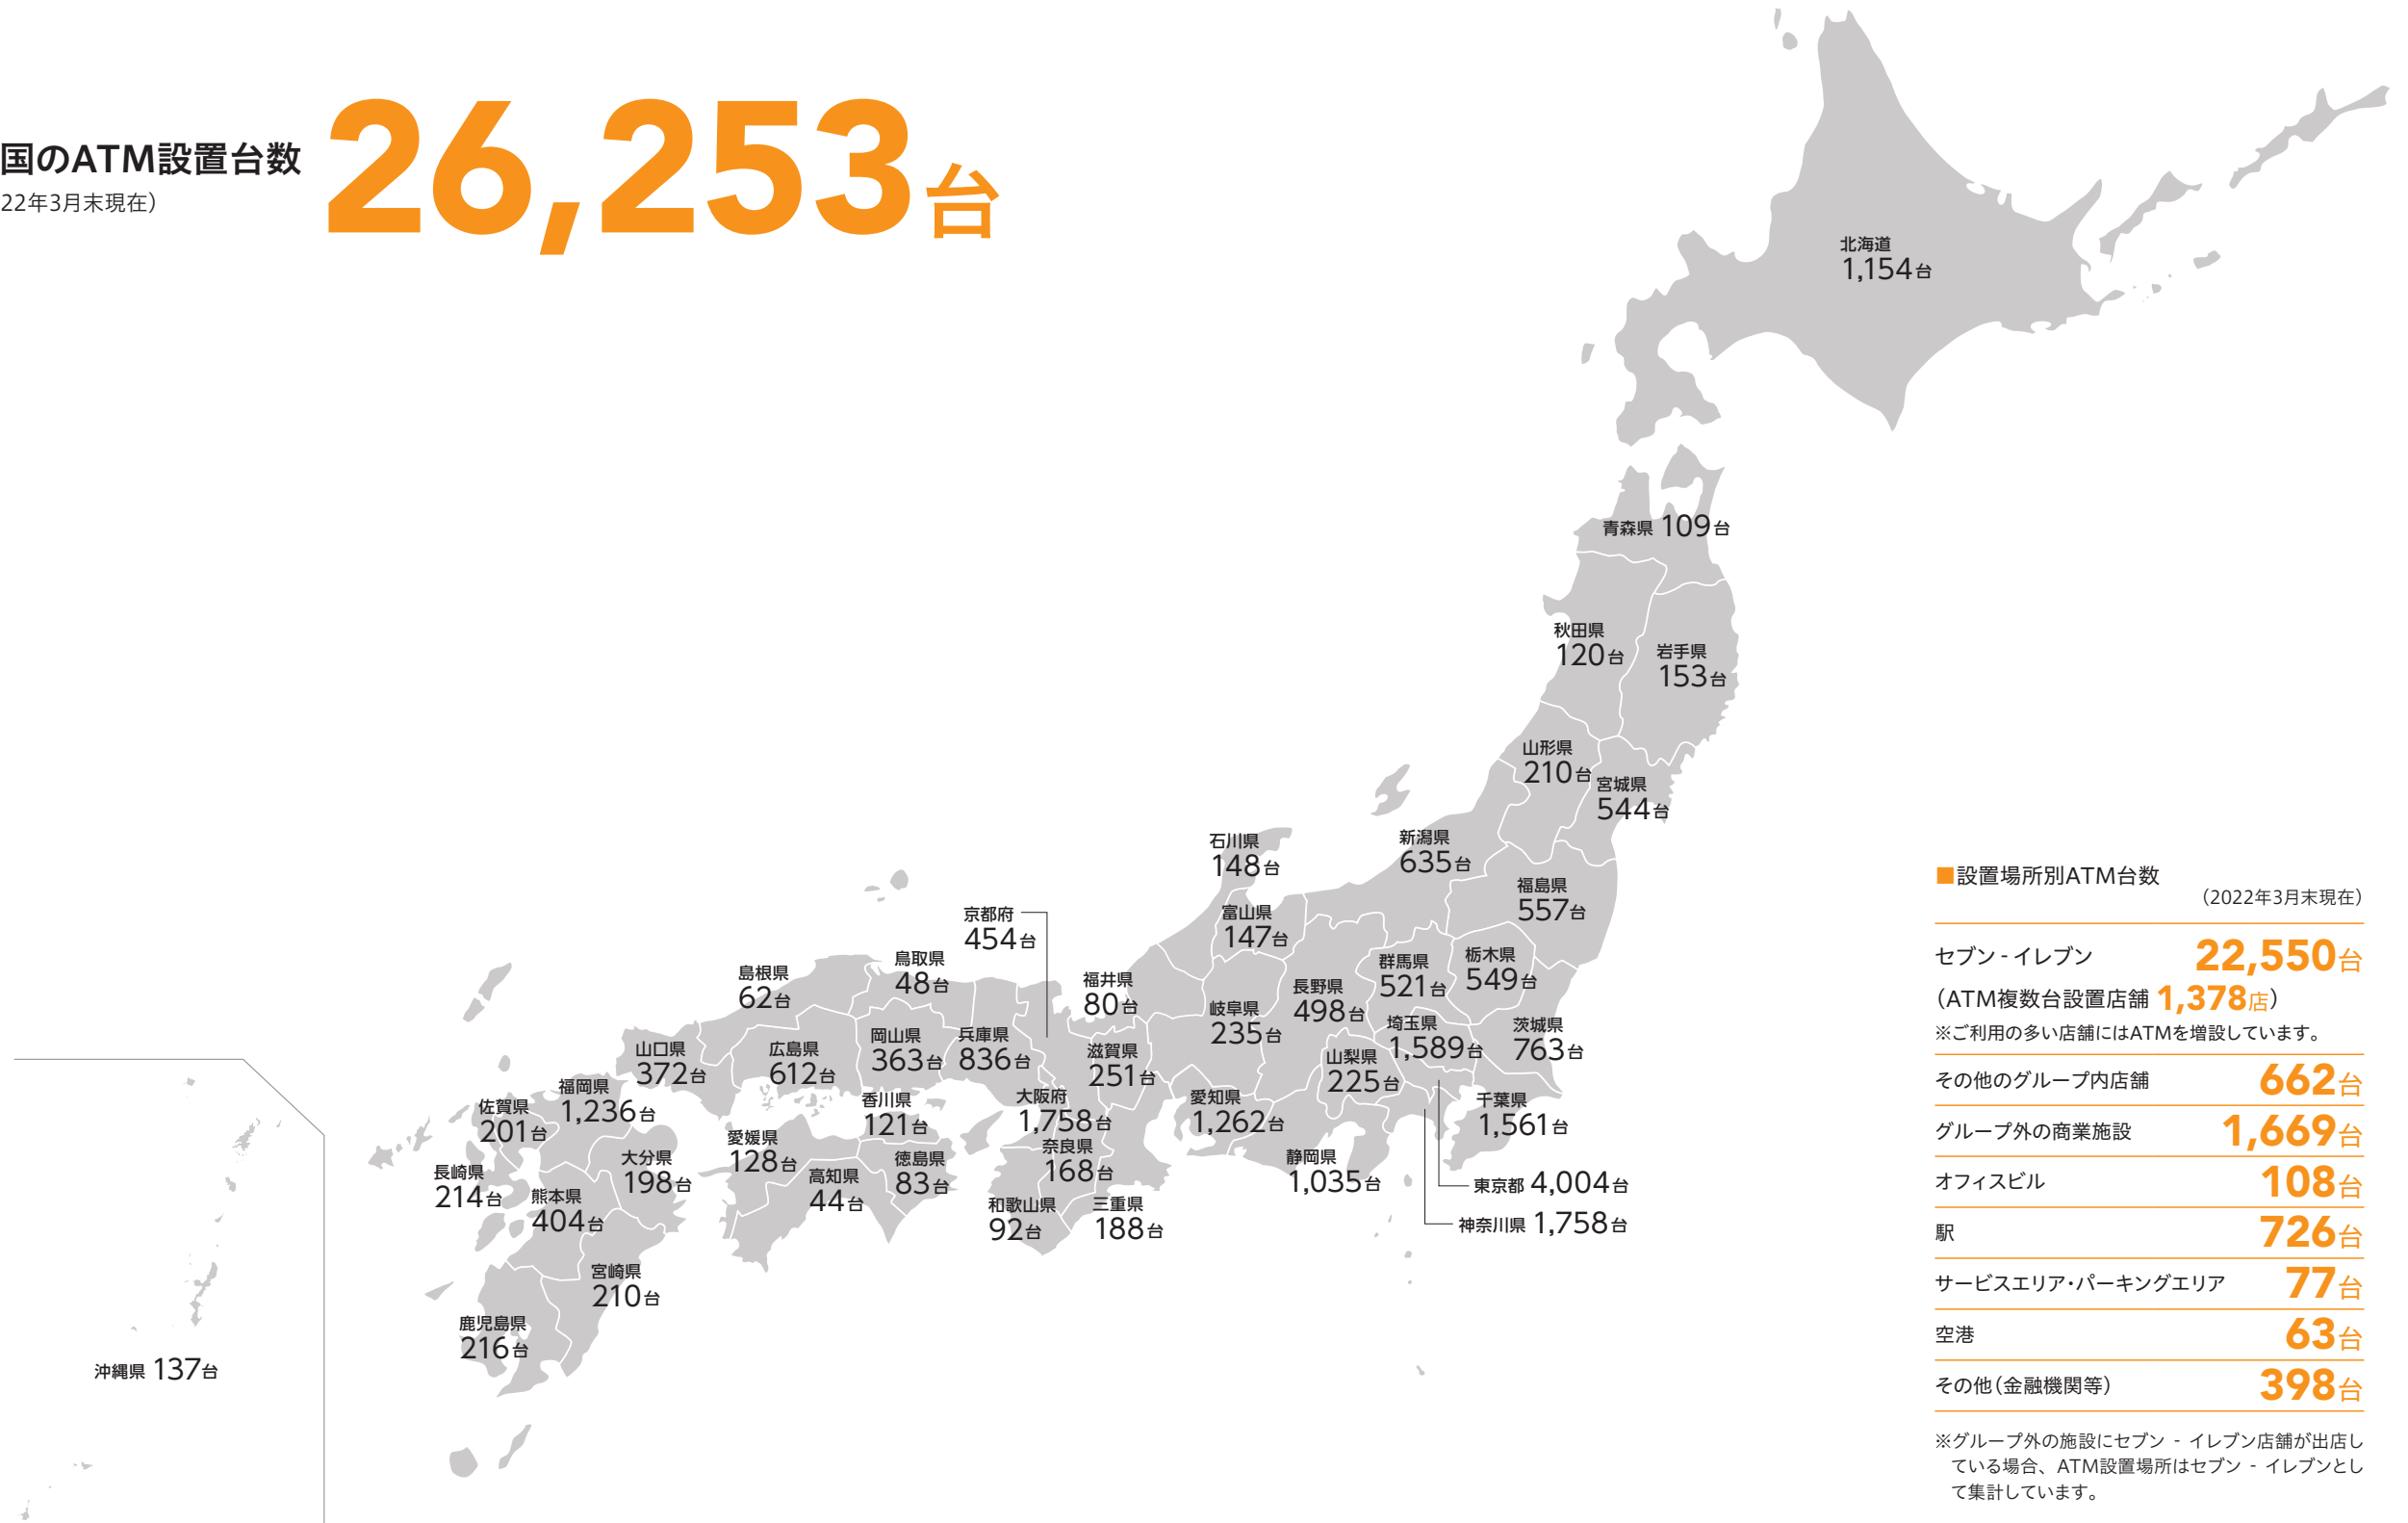 国のATM設置台数
22年3月末現在）
26,253台
北海道
1,154台
青森県 109台
秋田県
120台
岩手県
153台
山形県
210台
宮城県
544台
石川県
148台
新潟県
635台
福島県
557台
京都府
454台
富山県
147台
鳥取県
48台
島根県
62台
福井県
80台
群馬県
521台
栃木県
549台
長野県
498台
岐阜県
235台
埼玉県
1,589台
茨城県
763台
山口県
372台
広島県
612台
岡山県
363台
兵庫県
836台
滋賀県
251台
山梨県
225台
福岡県
1,236台
佐賀県
201台
香川県
121台
大阪府
1,758台
愛知県
1,262台
千葉県
1,561台
愛媛県
128台
奈良県
168台
大分県
198台
長崎県
214台
高知県
44台
徳島県
83台
静岡県
1,035台
東京都 4,004台
熊本県
404台
和歌山県
92台
三重県
188台
神奈川県 1,758台
宮崎県
210台
鹿児島県
216台
沖縄県 137台
■設置場所別ATM台数
（2022年3月末現在）
セブン‐イレブン 22,550台
（ATM複数台設置店舗 1,378店）
※ご利用の多い店舗にはATMを増設しています。
その他のグループ内店舗 662台
グループ外の商業施設 1,669台
オフィスビル 108台
駅 726台
サービスエリア・パーキングエリア 77台
空港 63台
その他（金融機関等） 398台
※グループ外の施設にセブン‐イレブン店舗が出店し
ている場合、ATM設置場所はセブン‐イレブンとし
て集計しています。